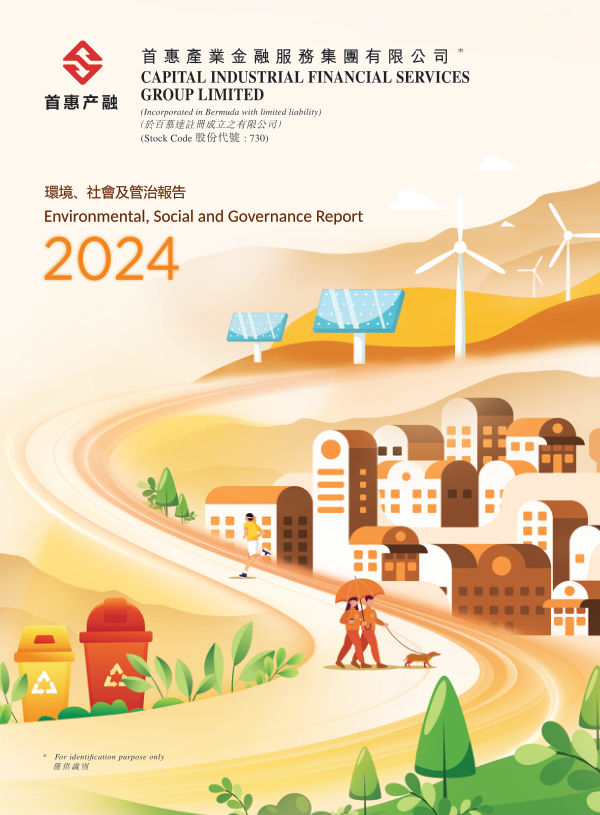 首惠产融
首惠產業金融服務集團有限公司*
CAPITAL INDUSTRIAL FINANCIAL SERVICES
GROUP LIMITED
(Incorporated in Bermuda with limited liability)
(於百慕達註冊成立之有限公司)
(Stock Code 股份代號 : 730)
環境、社會及管治報告
Environmental, Social and Governance Report
2024
* For identification purpose only
僅供識別